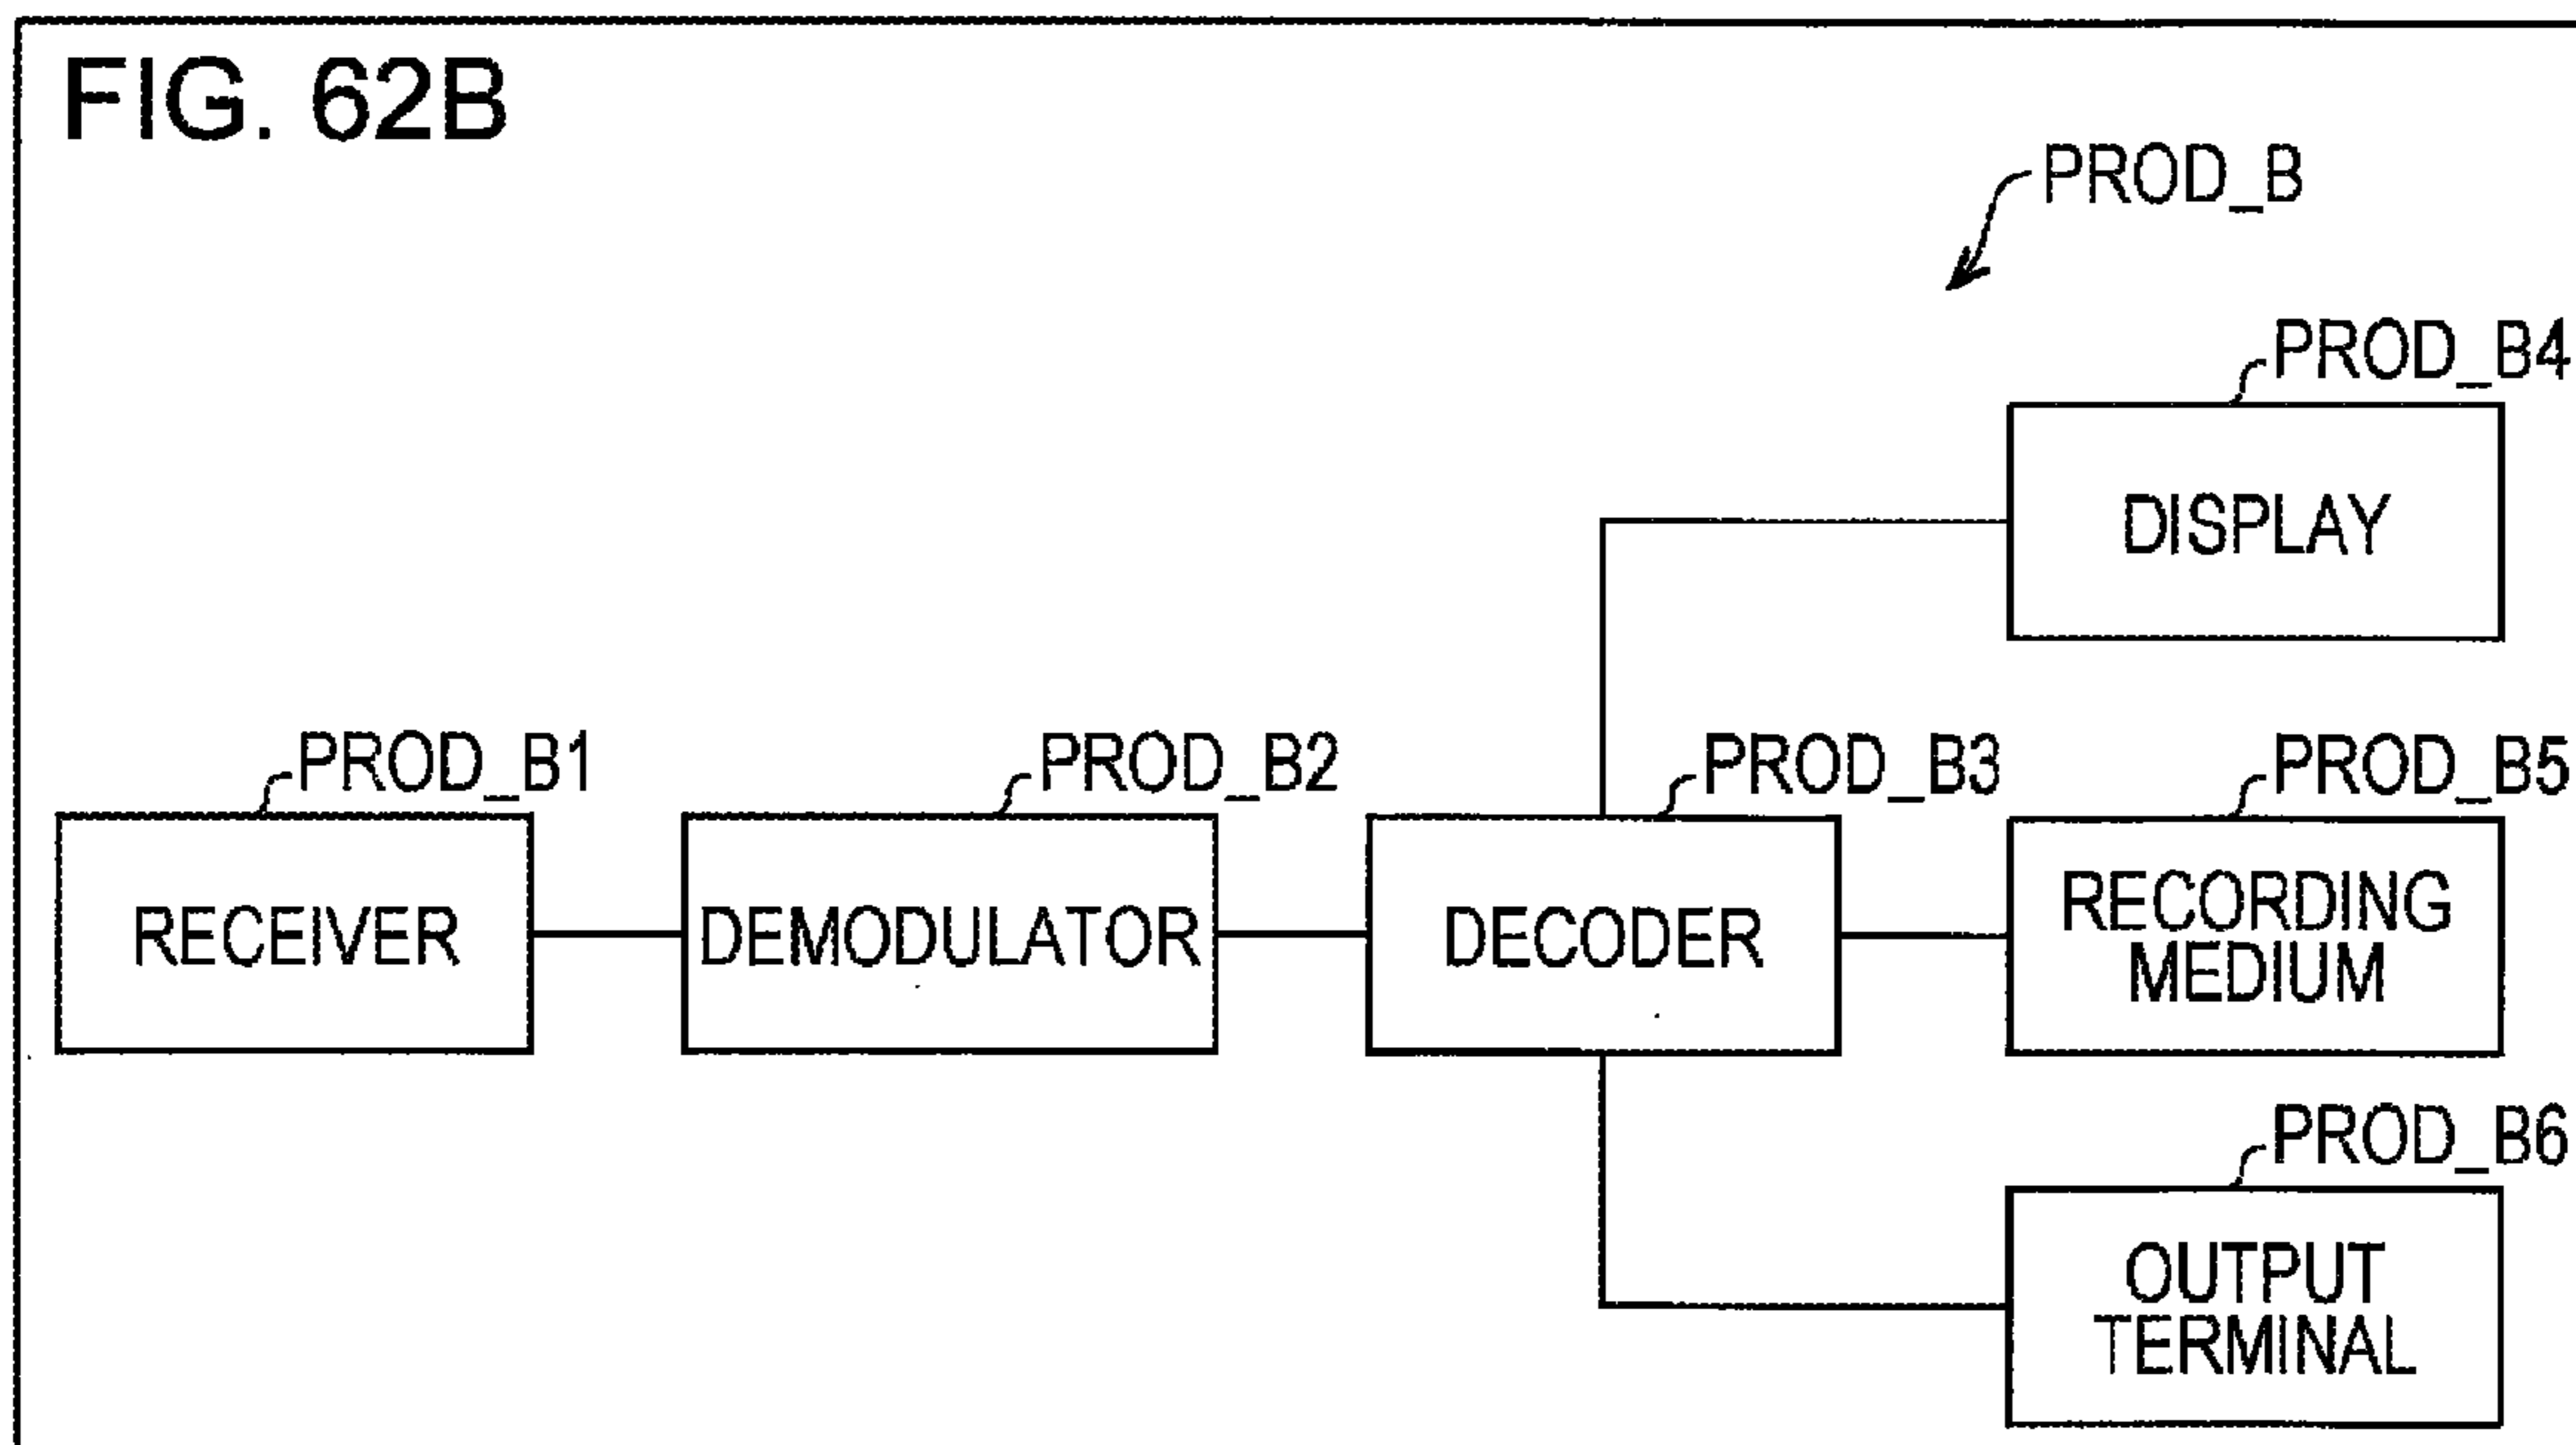 FIG. 62B
PROD_B
PROD_B4
DISPLAY
PROD_B1
PROD_B2
PROD_B3
PROD_B5
RECEIVER
DEMODULATOR
DECODER
RECORDING
MEDIUM
PROD_B6
OUTPUT
TERMINAL